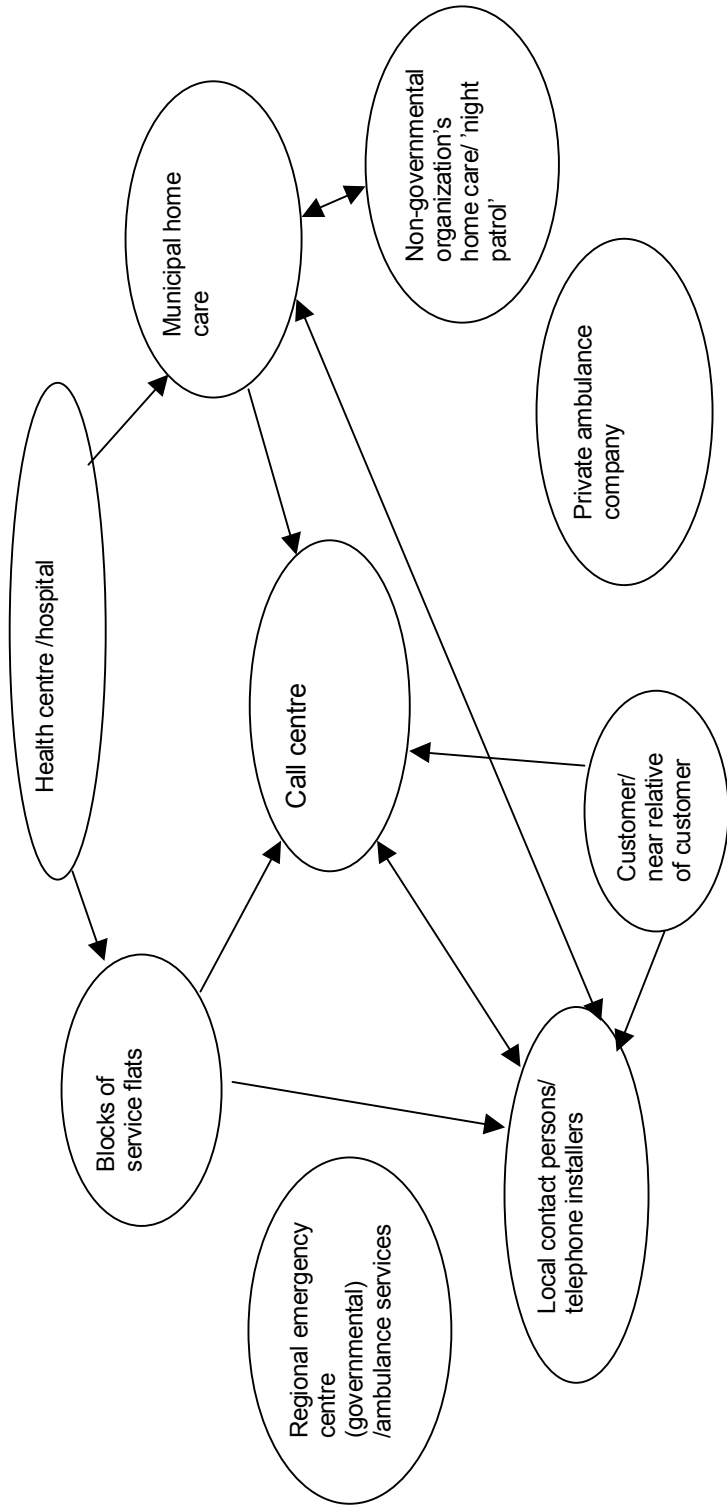 Health centre /hospital
Blocks of
service flats
Municipal home
care
Regional emergency
centre
(governmental)
/ambulance services
Call centre
Non-governmental
organization's
home care/ 'night
patrol'
Local contact persons/
telephone installers
Customer/
near relative
of customer
Private ambulance
company